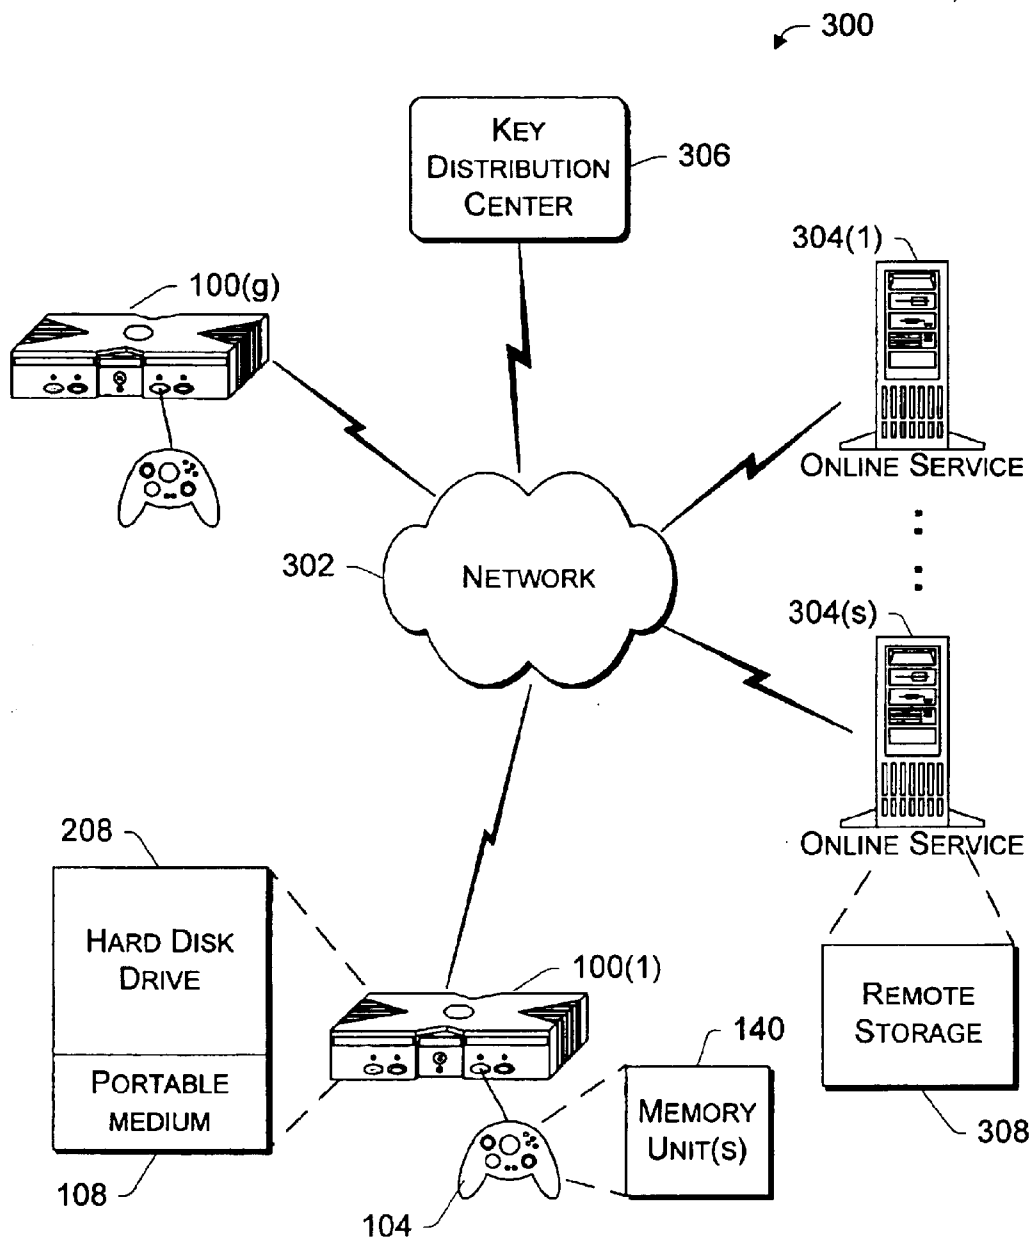 300
KEY
DISTRIBUTION
CENTER
306
304(1)
100(g)
ONLINE SERVICE
302
NETWORK
304(s)
ONLINE SERVICE
208
HARD DISK
DRIVE
PORTABLE
MEDIUM
108
100(1)
140
MEMORY
UNIT(S)
104
REMOTE
STORAGE
308